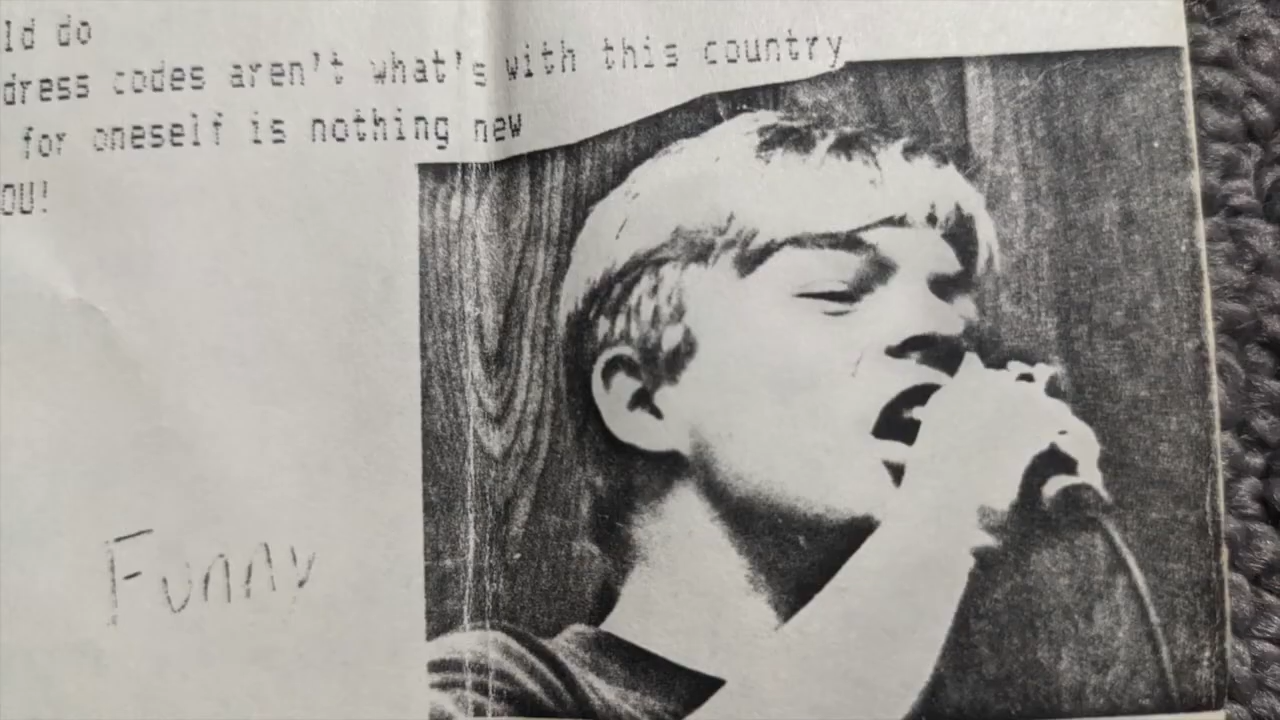 ld do
dress codes aren't what's with this country
for oneself is nothing new
OU!
Funny